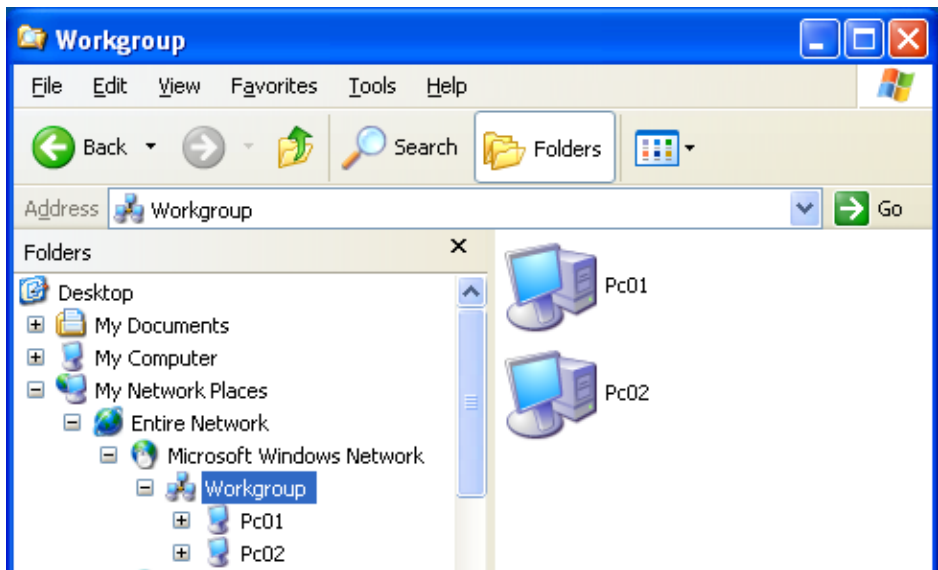 Workgroup
File Edit View Favorites Tools Help
Back Search Folders
Address Workgroup Go
Folders x
Desktop
My Documents
My Computer
My Network Places
Entire Network
Microsoft Windows Network
Workgroup
Pc01
Pc02
Pc01
Pc02